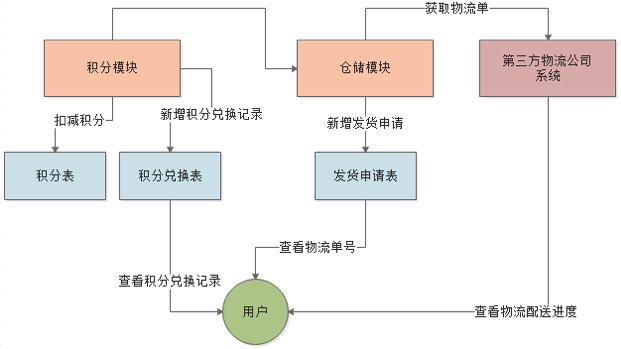 获取物流单
积分模块
仓储模块
第三方物流公司
系统
扣减积分
新增积分兑换记录
新增发货申请
积分表
积分兑换表
发货申请表
查看物流单号
查看积分兑换记录
用户
查看物流配送进度